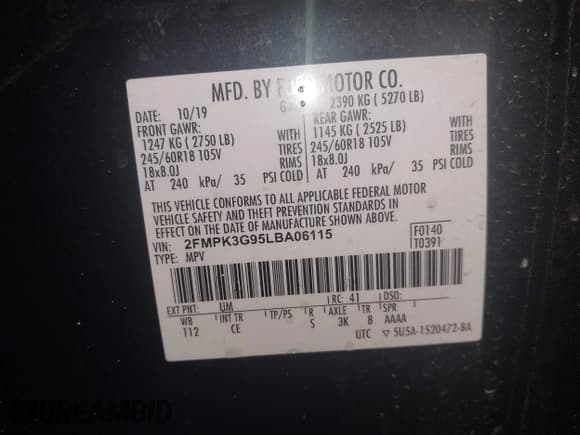 MFD. BY FORD MOTOR CO.
DATE: 10/19 2390 KG ( 5270 LB)
FRONT GAWR: REAR GAWR:
1247 KG ( 2750 LB) WITH 1145 KG ( 2525 LB) WITH
245/60R18 105V TIRES 245/60R18 105V TIRES
18x8.0J RIMS 18x8.0J RIMS
AT 240 kPa/ 35 PSI COLD AT 240 kPa/ 35 PSI COLD
THIS VEHICLE CONFORMS TO ALL APPLICABLE FEDERAL MOTOR
VEHICLE SAFETY AND THEFT PREVENTION STANDARDS IN
EFFECT ON THE DATE OF MANUFACTURE SHOWN ABOVE.
VIN: 2FMPK3G95LBA06115 F0140
TYPE: MPV T0391
EXT PNT: UM RC: 41 DSO:
WB INT TR TP/PS R AXLE TR SPR
112 CE S 3K 8 AAAA
UTC ▽ 5U5A-1520472-BA
DREAMBID